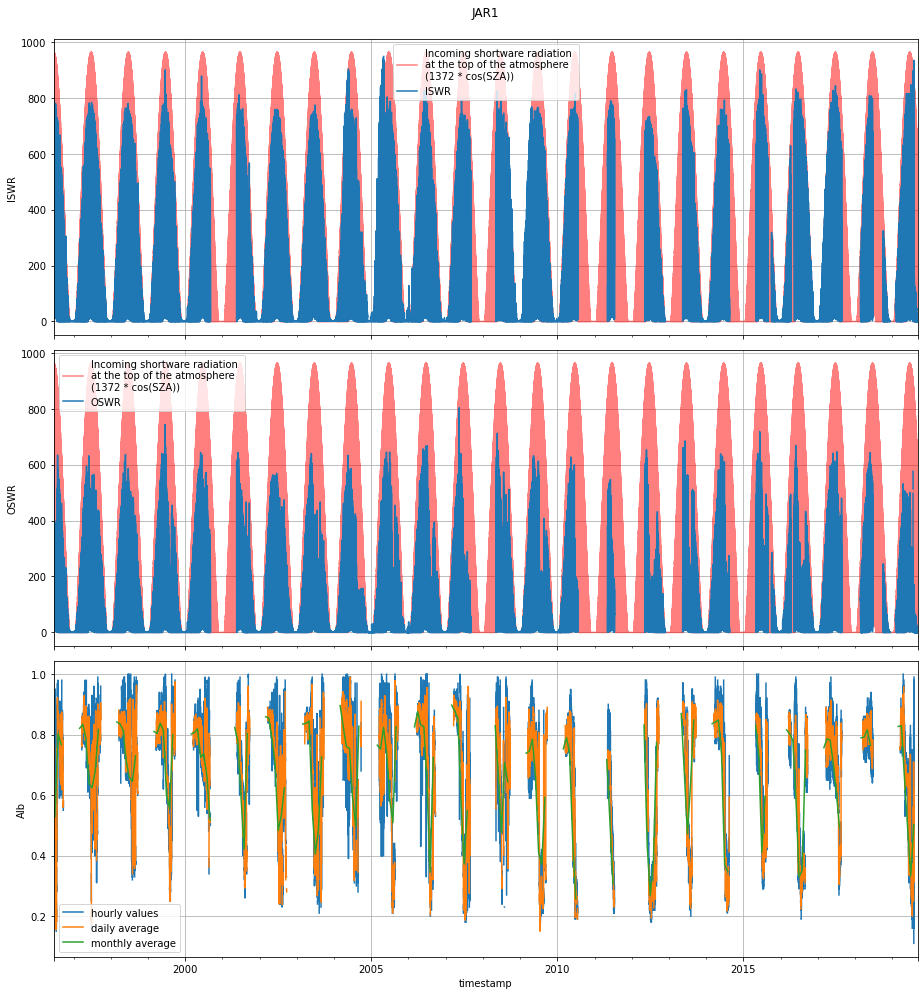 JAR1
1000
800
600
400
200
0
ISWR
Incoming shortware radiation
at the top of the atmosphere
(1372 * cos(SZA))
ISWR
1000
800
600
400
200
0
OSWR
Incoming shortware radiation
at the top of the atmosphere
(1372 * cos(SZA))
OSWR
1.0
0.8
0.6
0.4
0.2
Alb
hourly values
daily average
monthly average
2000
2005
2010
2015
timestamp